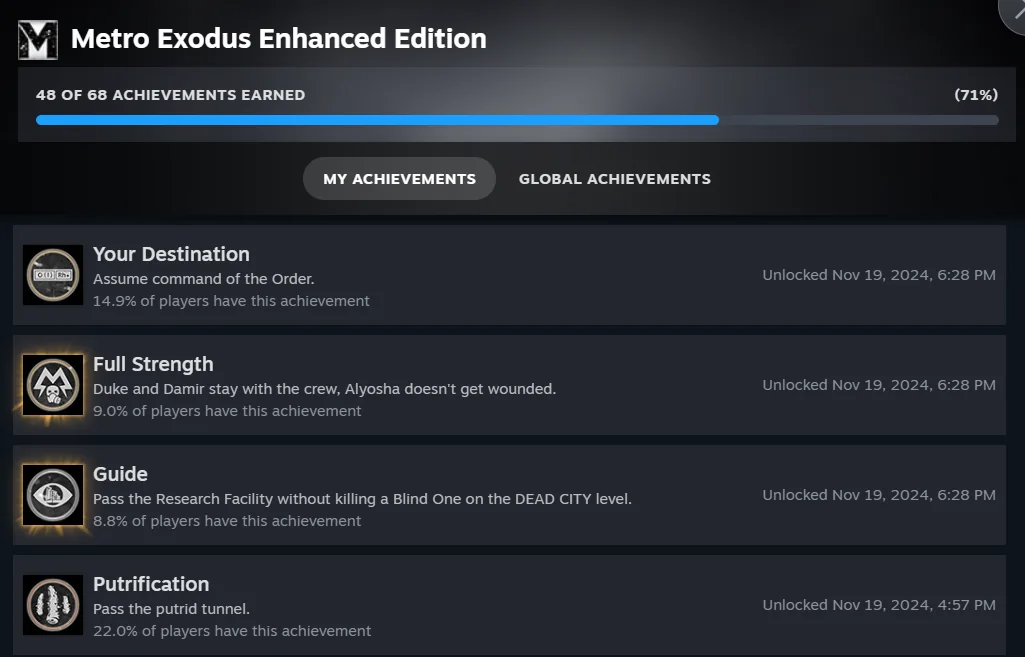 Metro Exodus Enhanced Edition
48 OF 68 ACHIEVEMENTS EARNED (71%)
MY ACHIEVEMENTS GLOBAL ACHIEVEMENTS
Your Destination
Assume command of the Order.
Unlocked Nov 19, 2024, 6:28 PM
14.9% of players have this achievement
Full Strength
Duke and Damir stay with the crew, Alyosha doesn't get wounded.
Unlocked Nov 19, 2024, 6:28 PM
9.0% of players have this achievement
Guide
Pass the Research Facility without killing a Blind One on the DEAD CITY level.
Unlocked Nov 19, 2024, 6:28 PM
8.8% of players have this achievement
Putrification
Pass the putrid tunnel.
Unlocked Nov 19, 2024, 4:57 PM
22.0% of players have this achievement